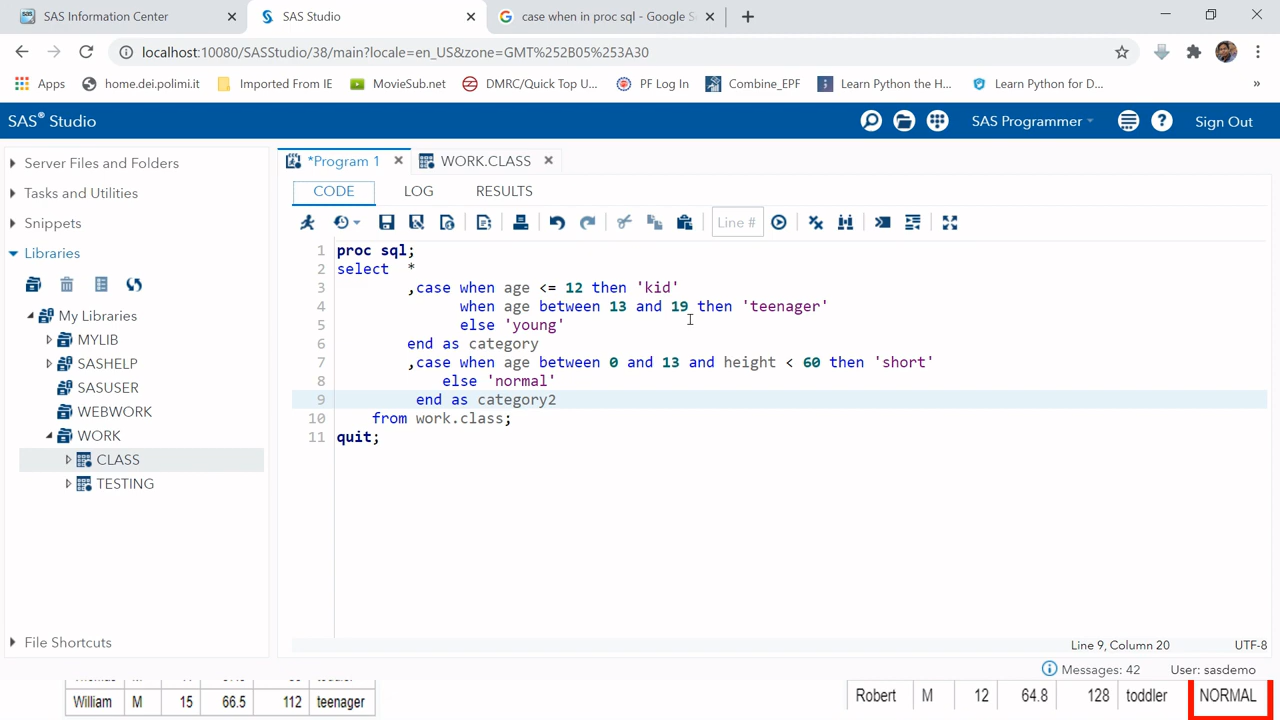 SAS Information Center
SAS Studio
case when in proc sql - Google S
localhost:10080/SASStudio/38/main?locale=en_US&zone=GMT%252B05%253A30
Apps
home.dei.polimi.it
Imported From IE
MovieSub.net
DMRC/Quick Top U...
PF Log In
Combine_EPF
Learn Python the H...
Learn Python for D...
»
SAS® Studio
SAS Programmer
Sign Out
Server Files and Folders
Tasks and Utilities
Snippets
Libraries
My Libraries
MYLIB
SASHELP
SASUSER
WEBWORK
WORK
CLASS
TESTING
File Shortcuts
*Program 1
WORK.CLASS
CODE LOG RESULTS
Line #
1 proc sql;
2 select *
3 ,case when age <= 12 then 'kid'
4 when age between 13 and 19 then 'teenager'
5 else 'young'
6 end as category
7 ,case when age between 0 and 13 and height < 60 then 'short'
8 else 'normal'
9 end as category2
10 from work.class;
11 quit;
Line 9, Column 20
UTF-8
Messages: 42
User: sasdemo
William M 15 66.5 112 teenager
Robert M 12 64.8 128 toddler NORMAL